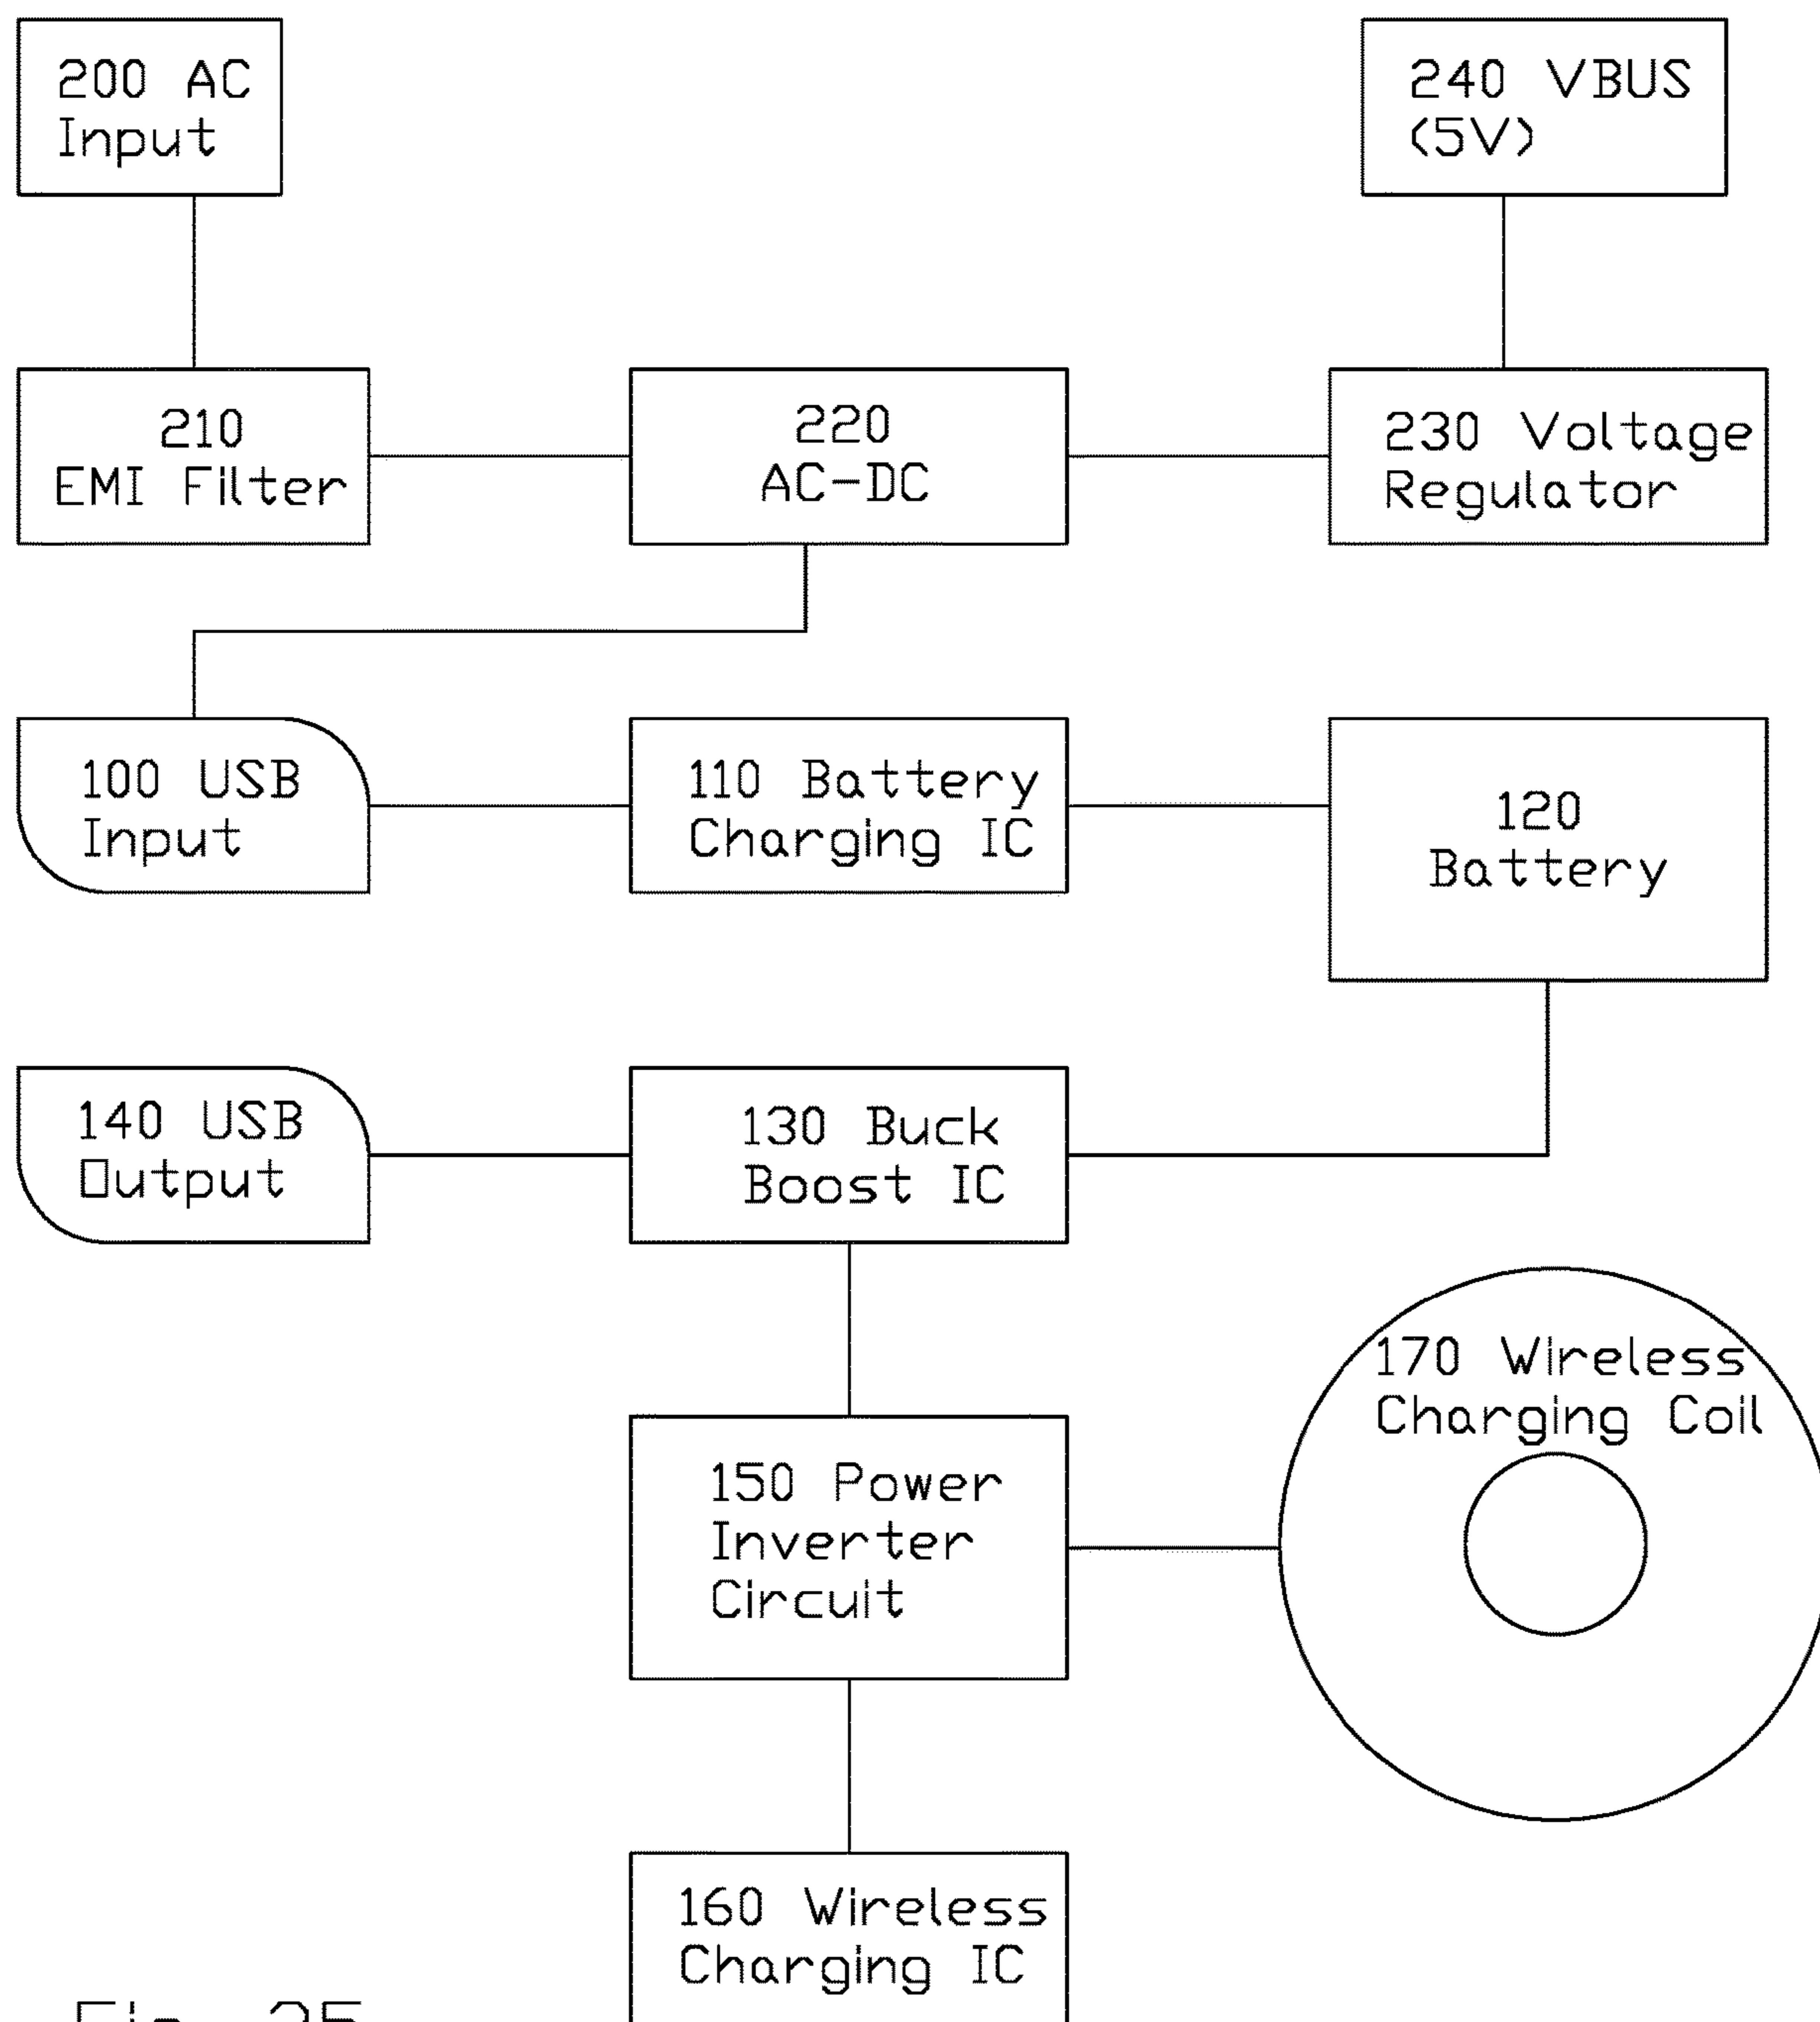 200 AC
Input
240 VBUS
(5V)
210
EMI Filter
220
AC-DC
230 Voltage
Regulator
100 USB
Input
110 Battery
Charging IC
120
Battery
140 USB
Output
130 Buck
Boost IC
170 Wireless
Charging Coil
150 Power
Inverter
Circuit
160 Wireless
Charging IC